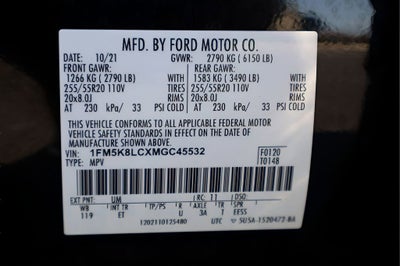 MFD. BY FORD MOTOR CO.
DATE: 10/21 GVWR: 2790 KG ( 6150 LB)
FRONT GAWR: REAR GAWR:
1266 KG ( 2790 LB) WITH 1583 KG ( 3490 LB) WITH
255/55R20 110V TIRES 255/55R20 110V TIRES
20x8.0J RIMS 20x8.0J RIMS
AT 230 kPa/ 33 PSI COLD AT 230 kPa/ 33 PSI COLD
THIS VEHICLE CONFORMS TO ALL APPLICABLE FEDERAL MOTOR
VEHICLE SAFETY AND THEFT PREVENTION STANDARDS IN EFFECT ON THE DATE OF
MANUFACTURE SHOWN ABOVE.
VIN: 1FM5K8LCXMGC45532 F0120
TYPE: MPV T0148
EXT PNT: UM RC: 11 DSO:
WB INT TR TP/PS R AXLE TR SPR
119 ET U 3A T EESS
1202110125480 UTC 5U5A-1520472-BA